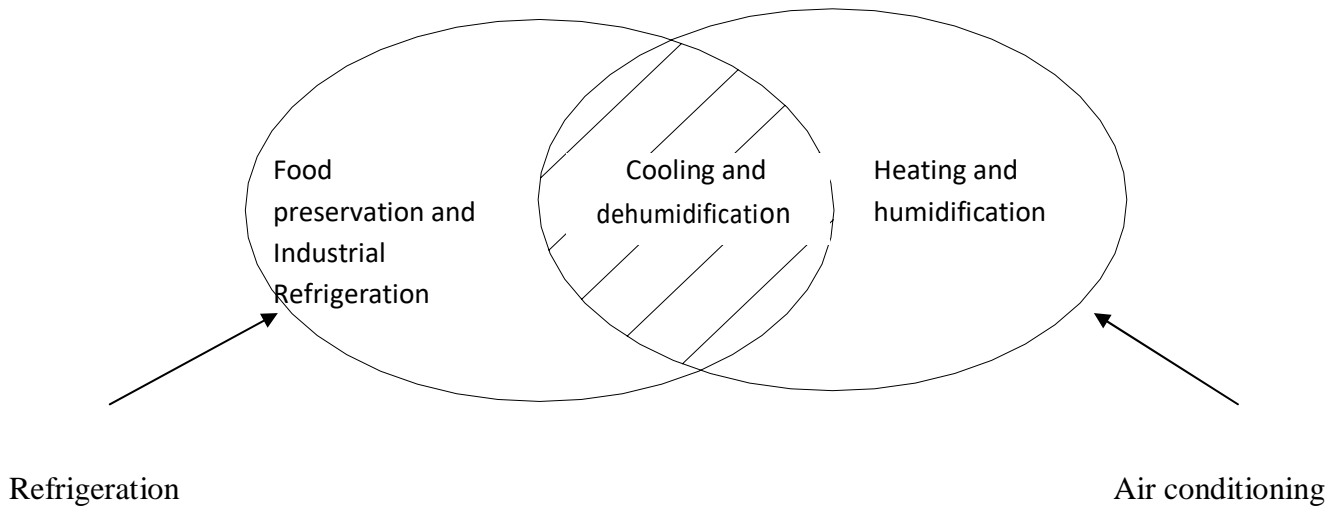 Food
preservation and
Industrial
Refrigeration
Cooling and
dehumidification
Heating and
humidification
Refrigeration
Air conditioning